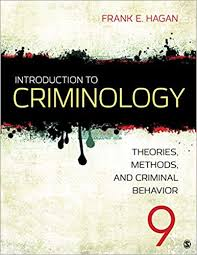 FRANK E. HAGAN
INTRODUCTION TO
CRIMINOLOGY
THEORIES,
METHODS,
AND CRIMINAL
BEHAVIOR
9